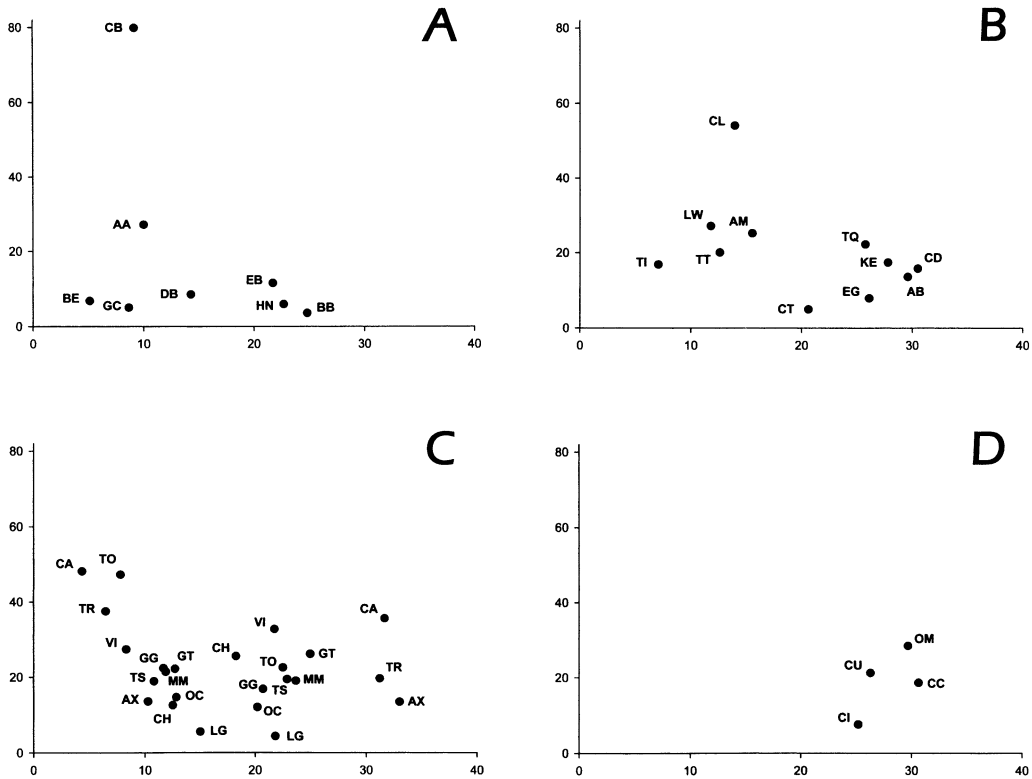 A
80
CB
60
40
AA
20
BE
GC
DB
EB
HN
BB
0
0 10 20 30 40
B
80
60
CL
40
LW
AM
20
TI
TT
TQ
KE
CD
EG
AB
CT
0
0 10 20 30 40
C
80
60
CA
TO
40
TR
CA
VI
VI
GG
GT
CH
TO
GT
20
TS
MM
GG
TS
MM
TR
AX
OC
CH
OC
AX
LG
LG
0
0 10 20 30 40
D
80
60
40
OM
20
CU
CC
CI
0
0 10 20 30 40